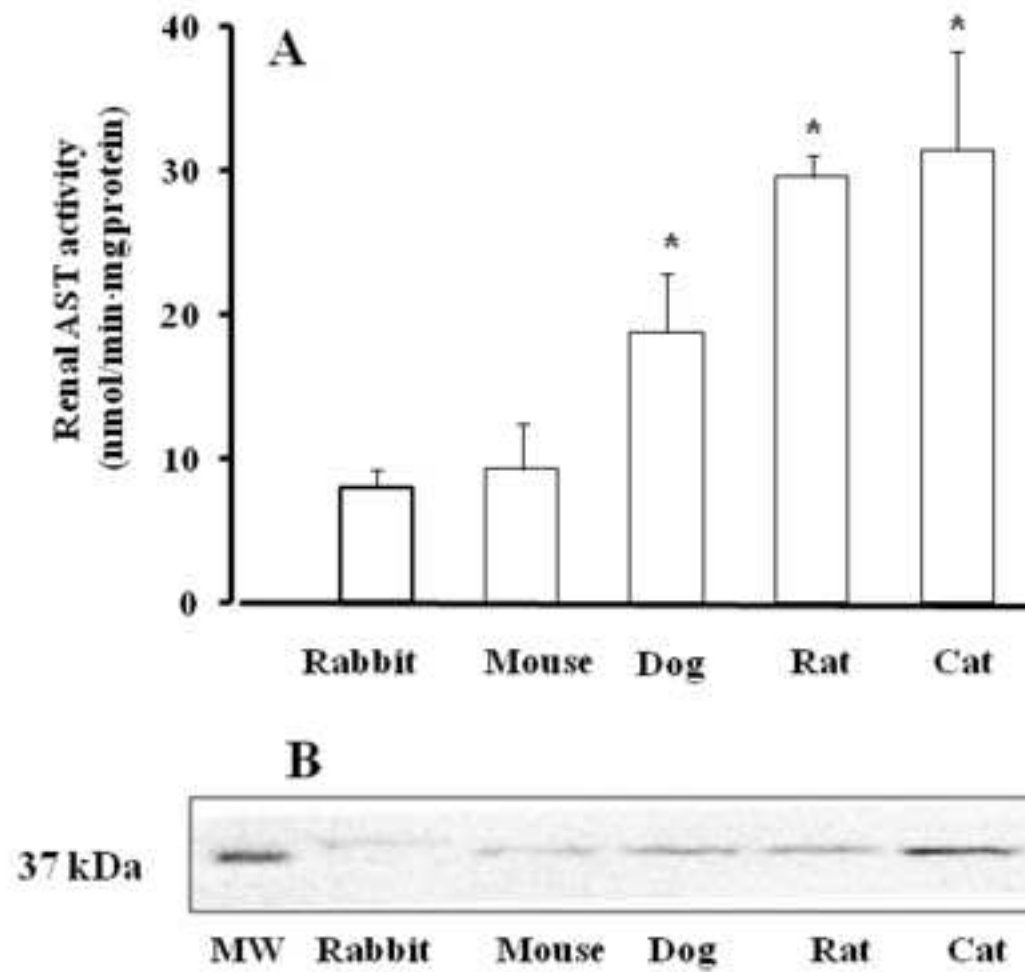 A
40
30
20
10
0
Renal AST activity
(nmol/min·mgprotein)
*
*
*
Rabbit Mouse Dog Rat Cat
B
37 kDa
MW Rabbit Mouse Dog Rat Cat